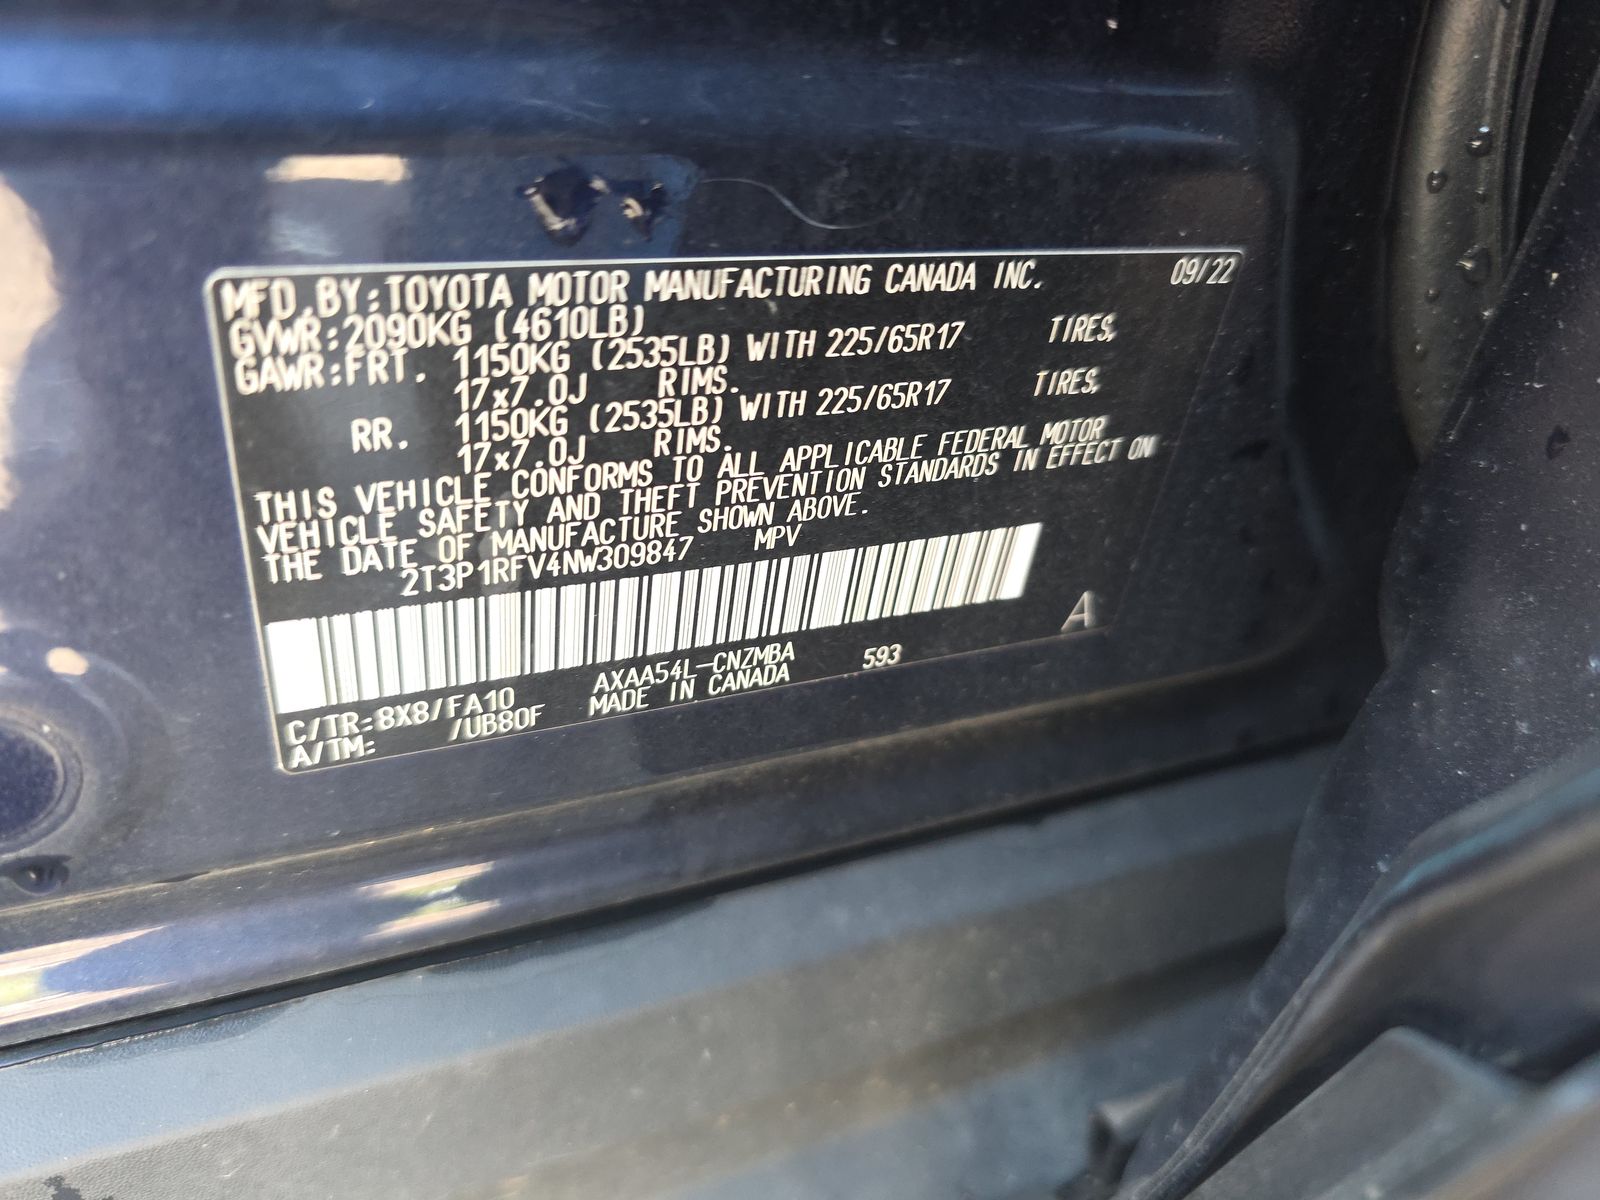 MFD.BY:TOYOTA MOTOR MANUFACTURING CANADA INC. 09/22
GVWR:2090KG (4610LB)
GAWR:FRT. 1150KG (2535LB) WITH 225/65R17 TIRES,
17x7.0J RIMS.
RR. 1150KG (2535LB) WITH 225/65R17 TIRES,
17x7.0J RIMS.
THIS VEHICLE CONFORMS TO ALL APPLICABLE FEDERAL MOTOR
VEHICLE SAFETY AND THEFT PREVENTION STANDARDS IN EFFECT ON
THE DATE OF MANUFACTURE SHOWN ABOVE.
2T3P1RFV4NW309847 MPV
A
C/TR:8X8/FA10 AXAA54L-CNZMBA 593
A/TM: /UB80F MADE IN CANADA